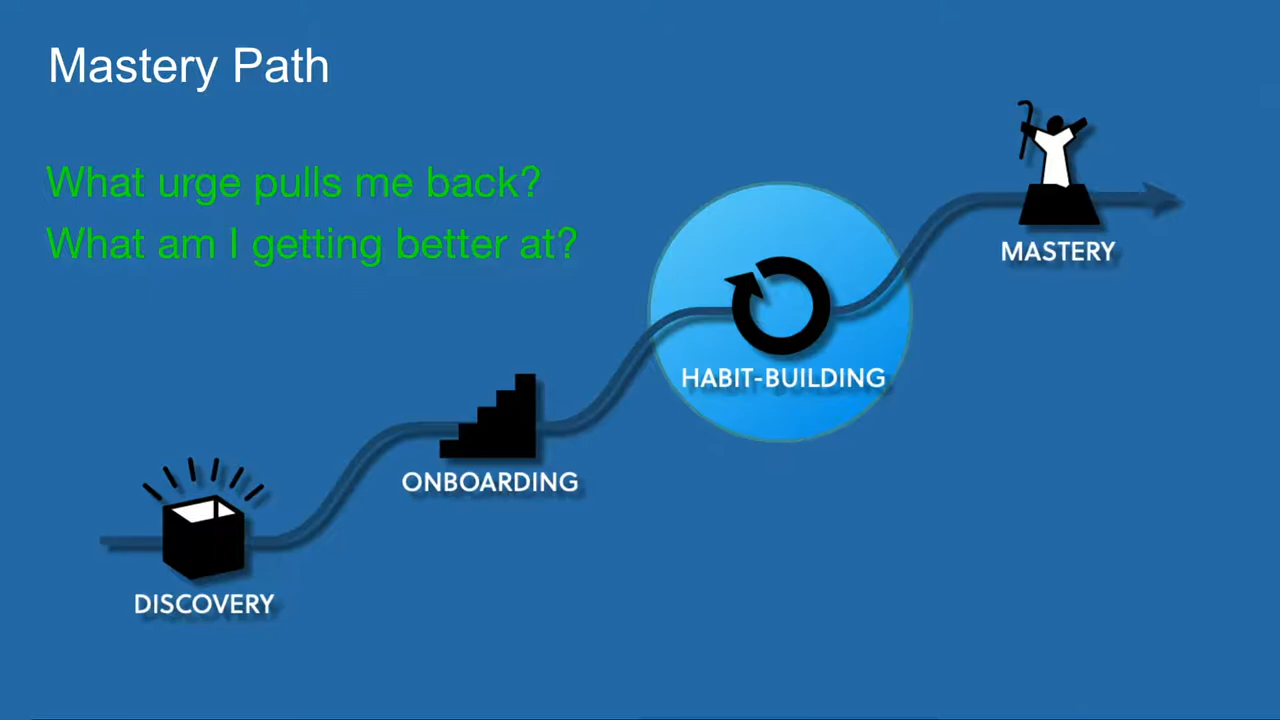 Mastery Path
What urge pulls me back?
What am I getting better at?
MASTERY
HABIT-BUILDING
ONBOARDING
DISCOVERY